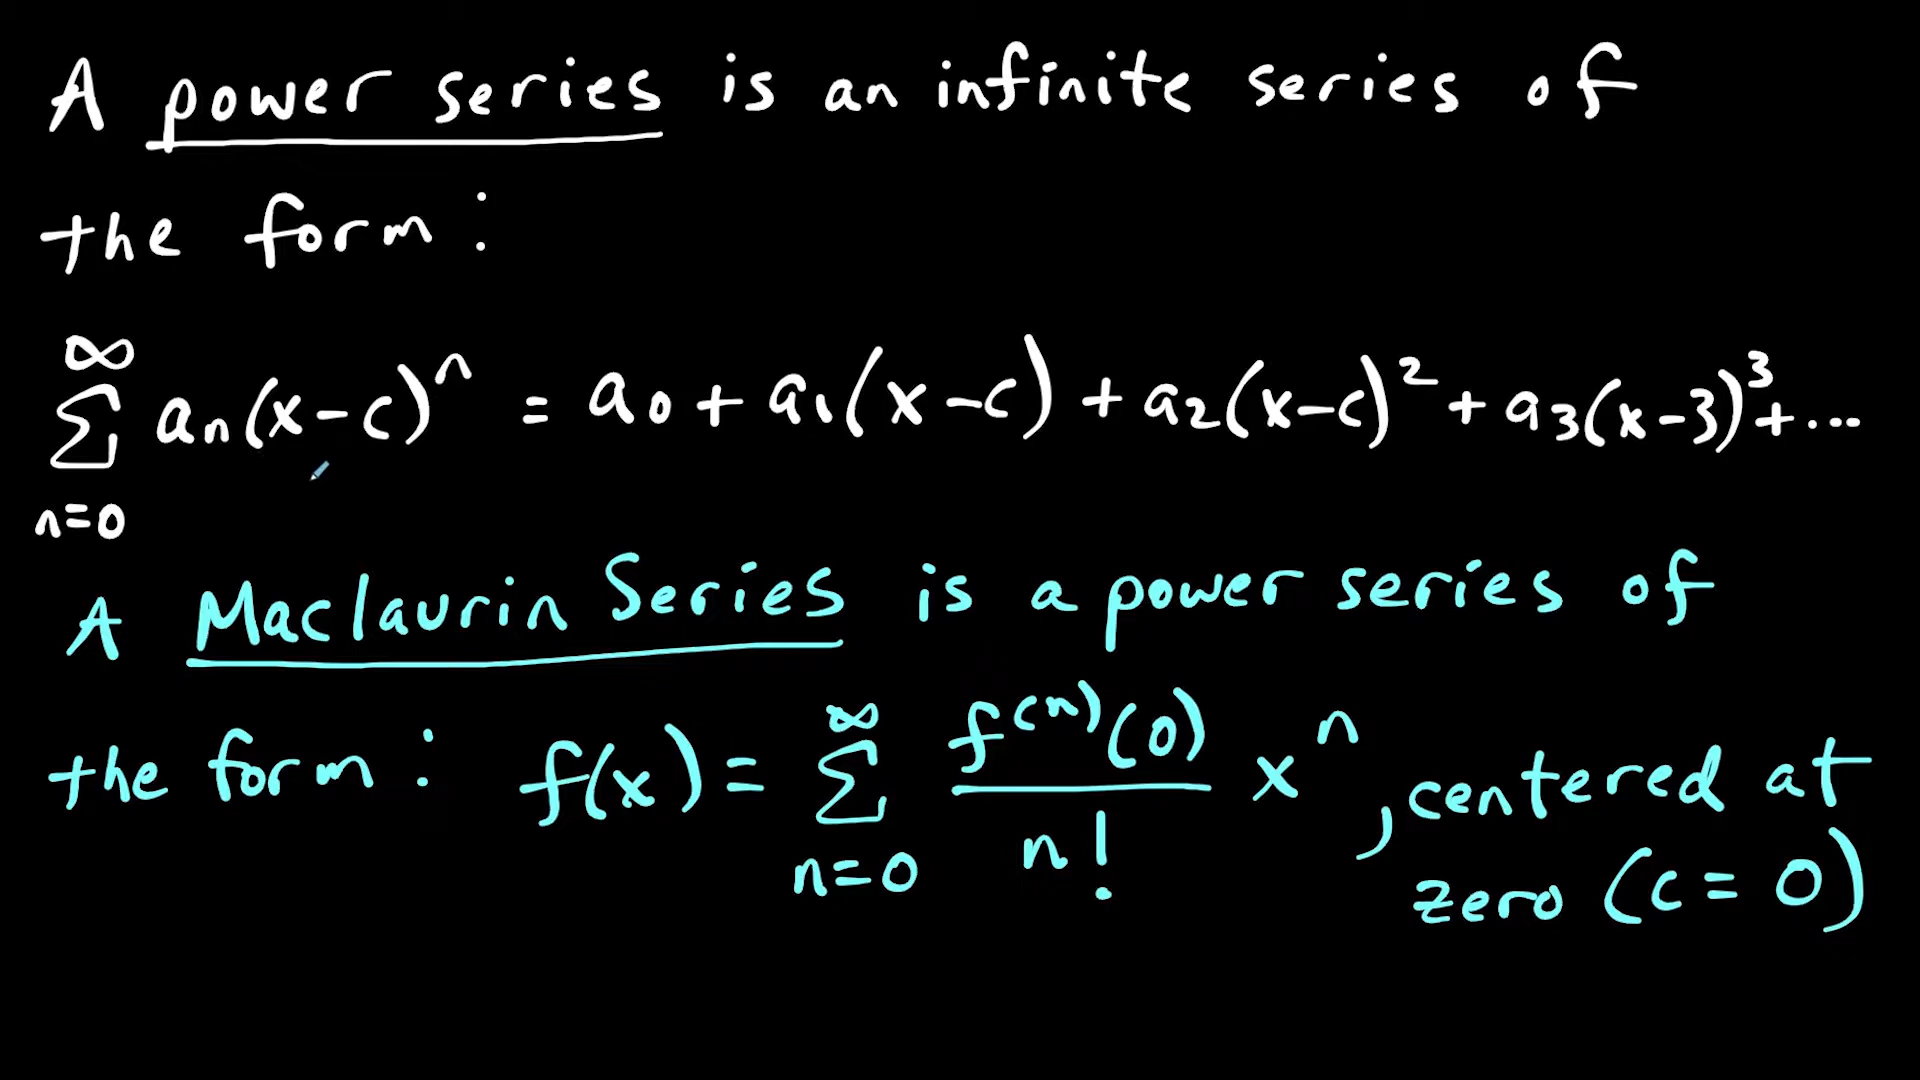 A power series is an infinite series of
the form:
∞
∑ aₙ(x-c)ⁿ = a₀ + a₁(x-c) + a₂(x-c)² + a₃(x-3)³ + ...
n=0
A Maclaurin Series is a power series of
the form: f(x) = ∑_{n=0}^{∞} f⁽ⁿ⁾(0)/n! xⁿ, centered at
zero (c = 0)